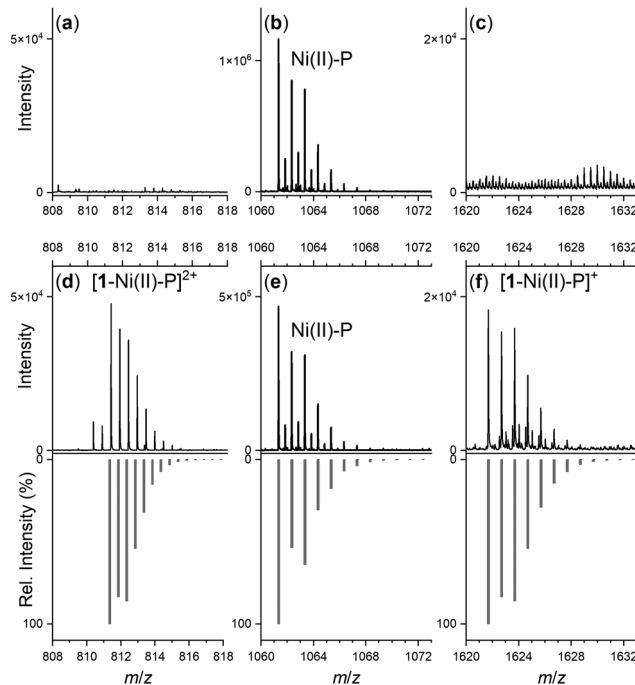 (a) (b) (c)
5×10⁴ 1×10⁶ 2×10⁴
Ni(II)-P
Intensity
0 0 0
808 810 812 814 816 818 1060 1064 1068 1072 1620 1624 1628 1632
808 810 812 814 816 818 1060 1064 1068 1072 1620 1624 1628 1632
(d) [1-Ni(II)-P]²⁺ (e) (f) [1-Ni(II)-P]⁺
5×10⁴ 5×10⁵ 2×10⁴
Ni(II)-P
Intensity
0 0 0
Rel. Intensity (%)
100 100 100
808 810 812 814 816 818 1060 1064 1068 1072 1620 1624 1628 1632
m/z m/z m/z